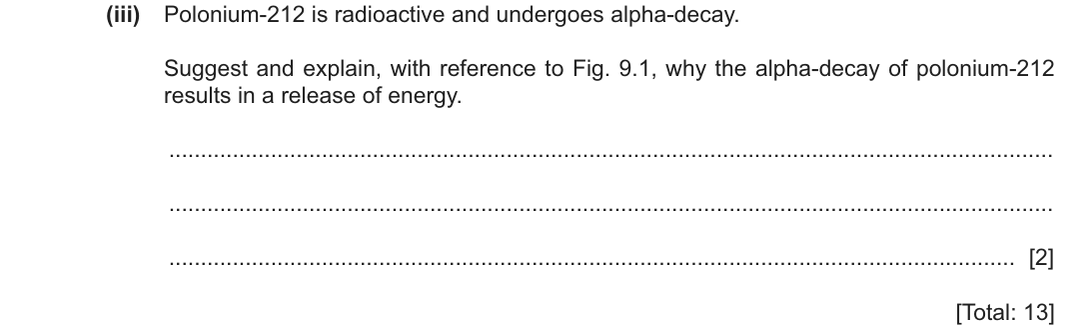 (iii) Polonium-212 is radioactive and undergoes alpha-decay.
Suggest and explain, with reference to Fig. 9.1, why the alpha-decay of polonium-212
results in a release of energy.
..........................................................................................................................................
..........................................................................................................................................
.................................................................................................................................... [2]
[Total: 13]